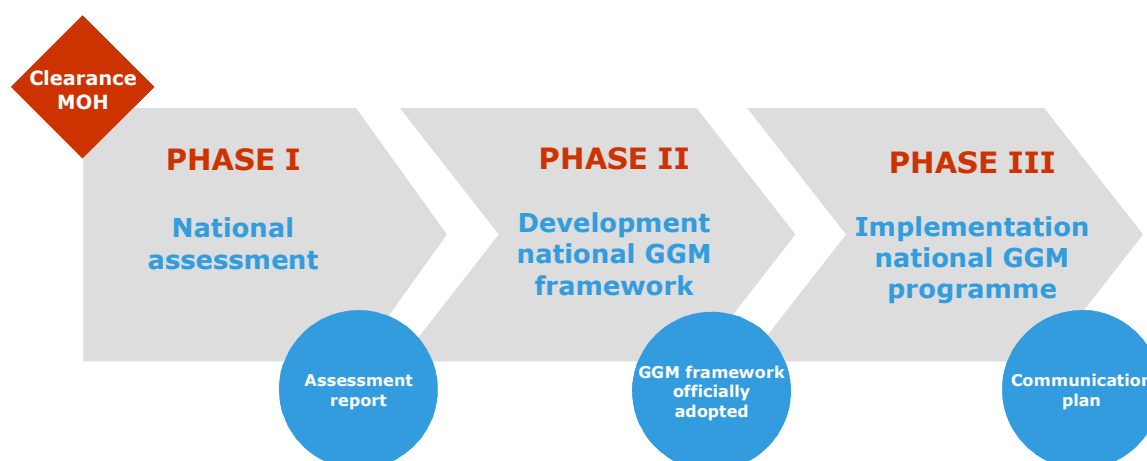 Clearance
MOH
PHASE I
National
assessment
Assessment
report
PHASE II
Development
national GGM
framework
GGM framework
officially
adopted
PHASE III
Implementation
national GGM
programme
Communication
plan